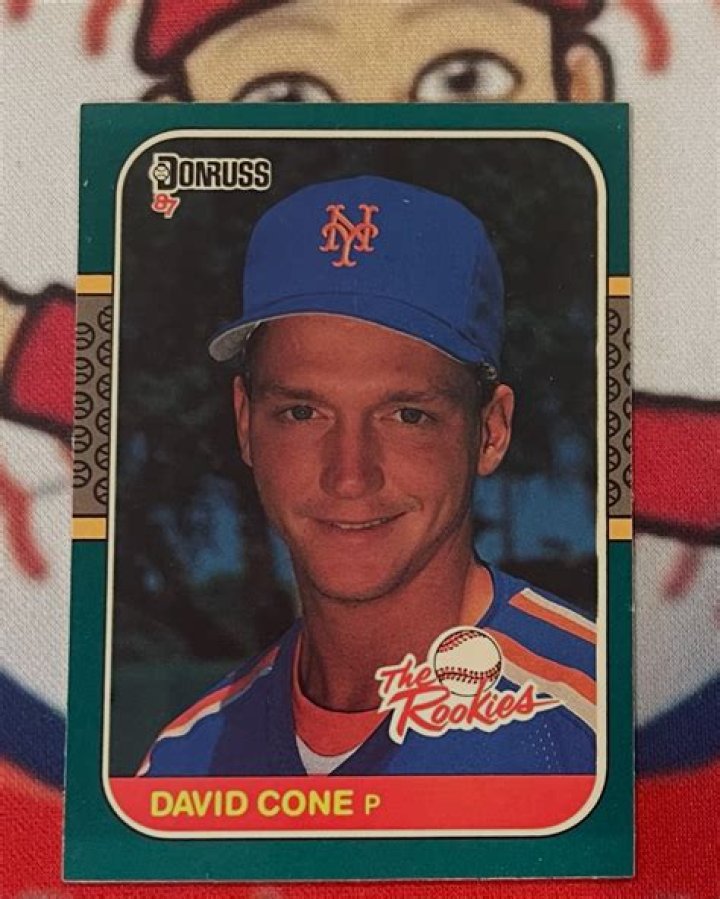 DONRUSS
87
NY
The
Rookies
DAVID CONE P